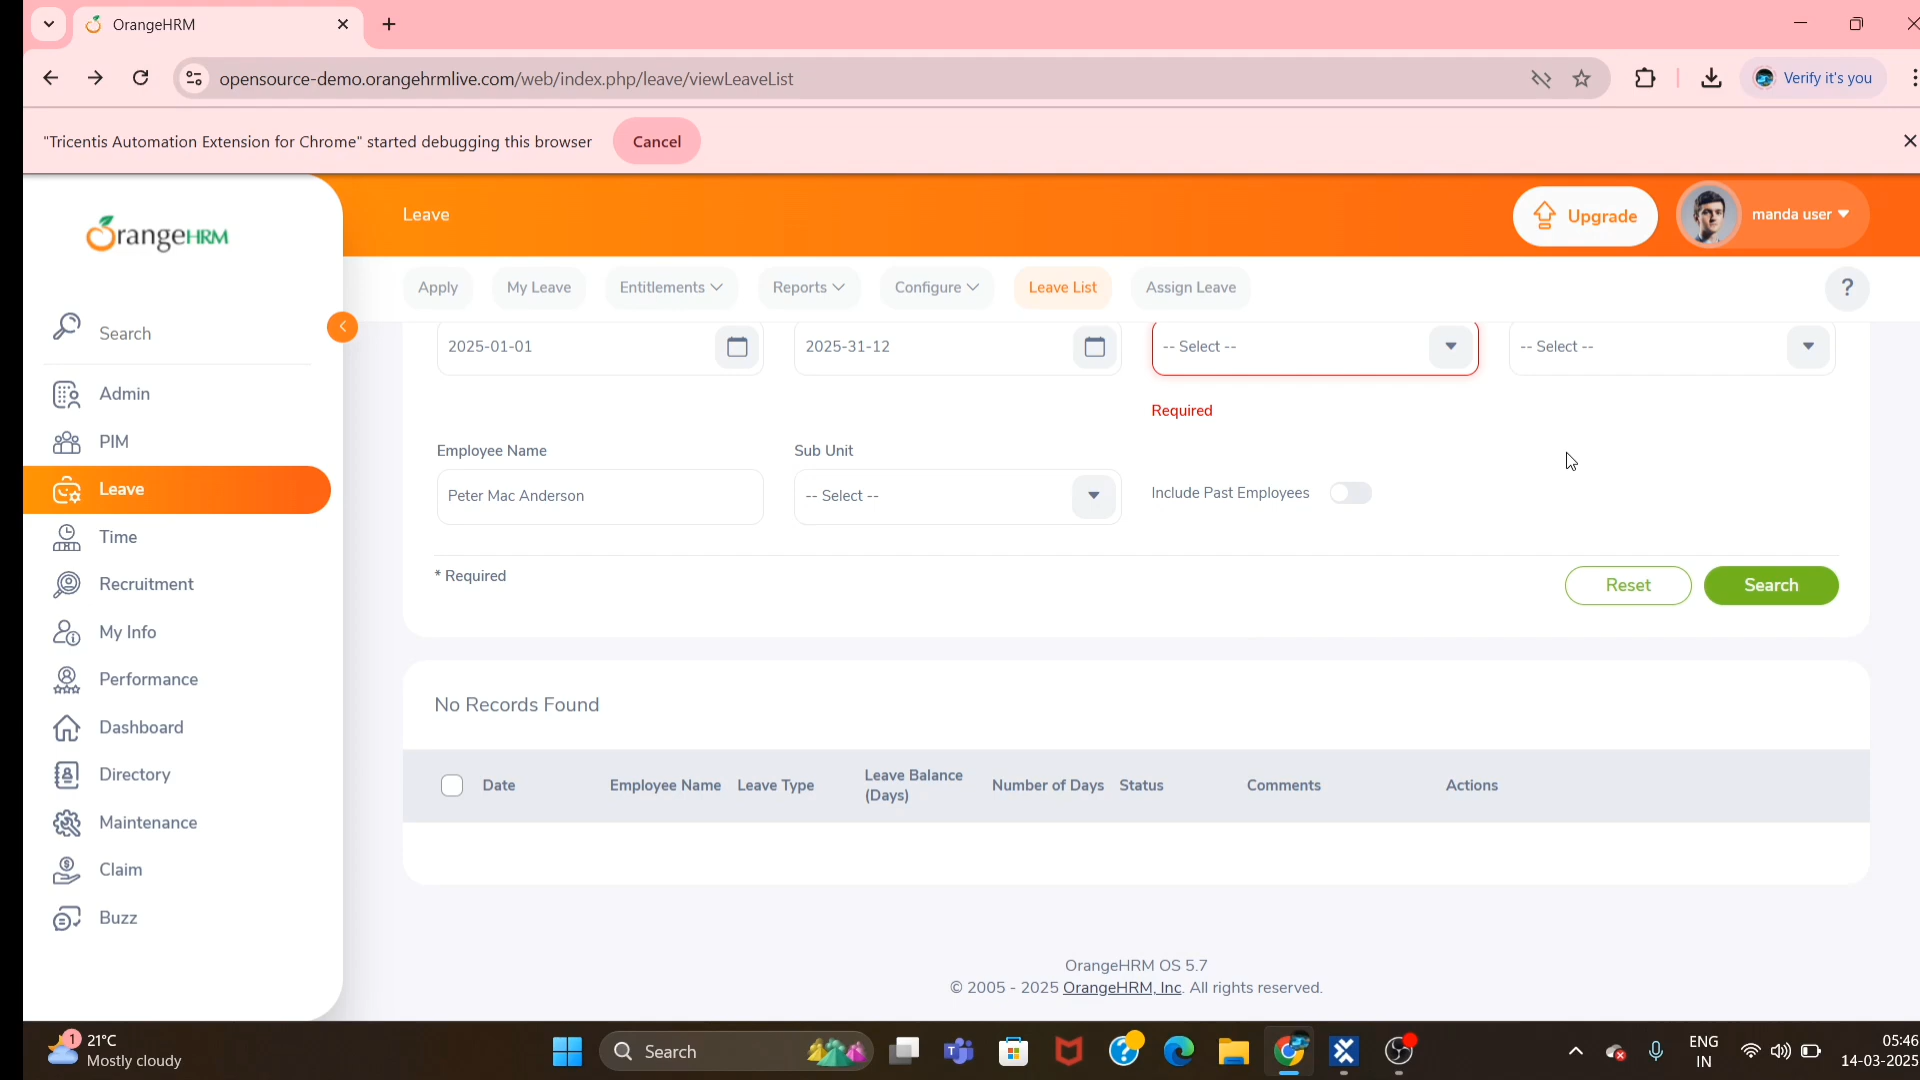 OrangeHRM
opensource-demo.orangehrmlive.com/web/index.php/leave/viewLeaveList
Verify it's you
"Tricentis Automation Extension for Chrome" started debugging this browser
Cancel
OrangeHRM
Leave
Upgrade
manda user
Apply
My Leave
Entitlements
Reports
Configure
Leave List
Assign Leave
?
Search
Admin
PIM
Leave
Time
Recruitment
My Info
Performance
Dashboard
Directory
Maintenance
Claim
Buzz
2025-01-01
2025-31-12
-- Select --
-- Select --
Required
Employee Name
Sub Unit
Peter Mac Anderson
-- Select --
Include Past Employees
* Required
Reset
Search
No Records Found
Date
Employee Name
Leave Type
Leave Balance
(Days)
Number of Days
Status
Comments
Actions
OrangeHRM OS 5.7
© 2005 - 2025 OrangeHRM, Inc. All rights reserved.
1
21°C
Mostly cloudy
Search
ENG
IN
05:46
14-03-2025